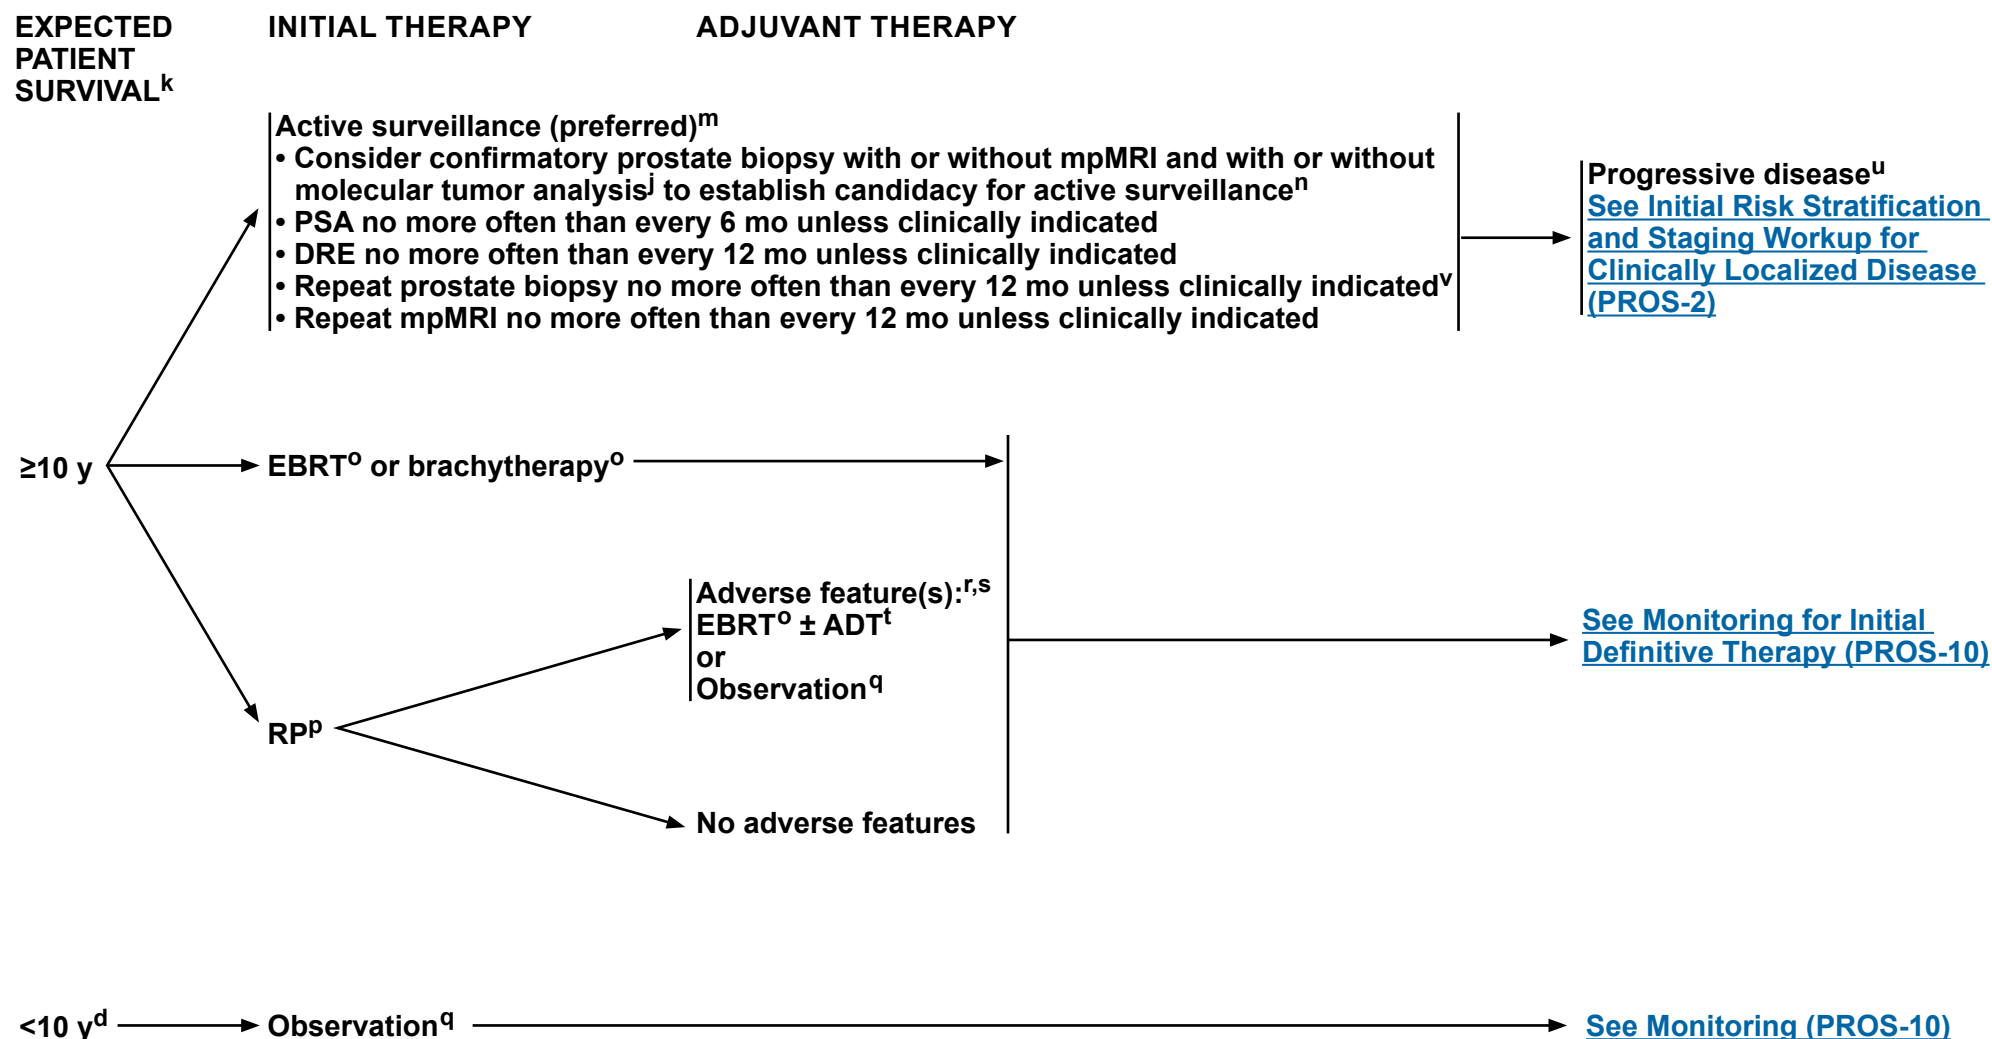 EXPECTED
PATIENT
SURVIVALk
INITIAL THERAPY
ADJUVANT THERAPY
Active surveillance (preferred)m
• Consider confirmatory prostate biopsy with or without mpMRI and with or without
molecular tumor analysisj to establish candidacy for active surveillancen
• PSA no more often than every 6 mo unless clinically indicated
• DRE no more often than every 12 mo unless clinically indicated
• Repeat prostate biopsy no more often than every 12 mo unless clinically indicatedv
• Repeat mpMRI no more often than every 12 mo unless clinically indicated
Progressive diseaseu
See Initial Risk Stratification
and Staging Workup for
Clinically Localized Disease
(PROS-2)
≥10 y
EBRTo or brachytherapyo
Adverse feature(s):r,s
EBRTo ± ADTt
or
Observationq
RPp
No adverse features
See Monitoring for Initial
Definitive Therapy (PROS-10)
<10 yd
Observationq
See Monitoring (PROS-10)